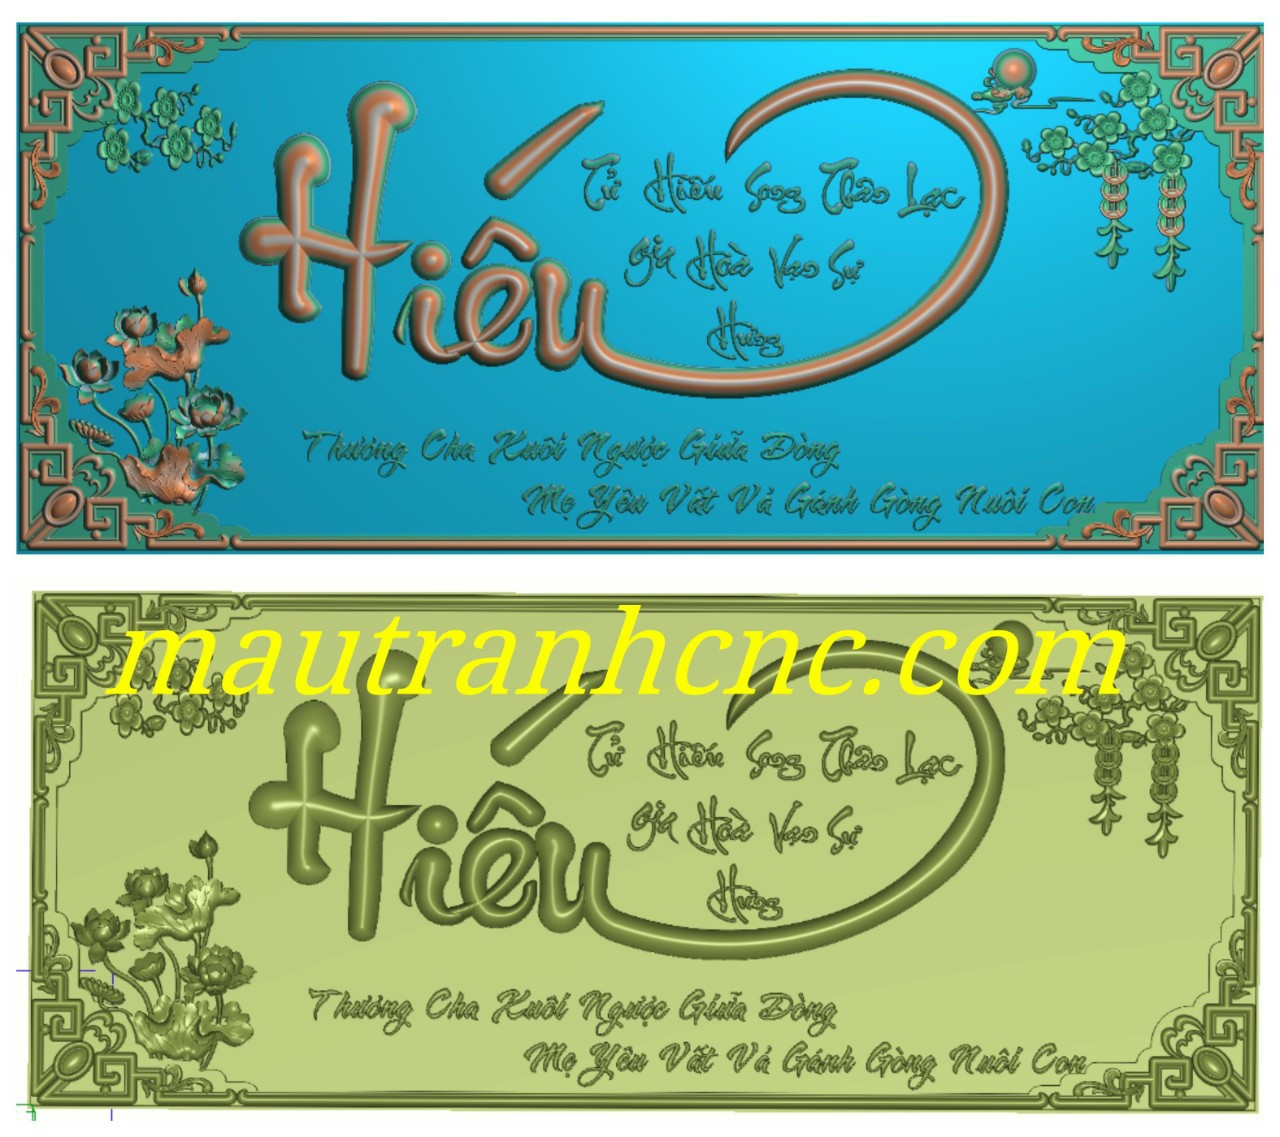 Hiếu
Tử Hiếu Song Thân Lạc
Gia Hoà Vạn Sự
Hưng
Thương Cha Xuôi Ngược Giữa Dòng
Mẹ Yêu Vất Vả Gánh Gòng Nuôi Con
mautranhcnc.com
Hiếu
Tử Hiếu Song Thân Lạc
Gia Hoà Vạn Sự
Hưng
Thương Cha Xuôi Ngược Giữa Dòng
Mẹ Yêu Vất Vả Gánh Gòng Nuôi Con